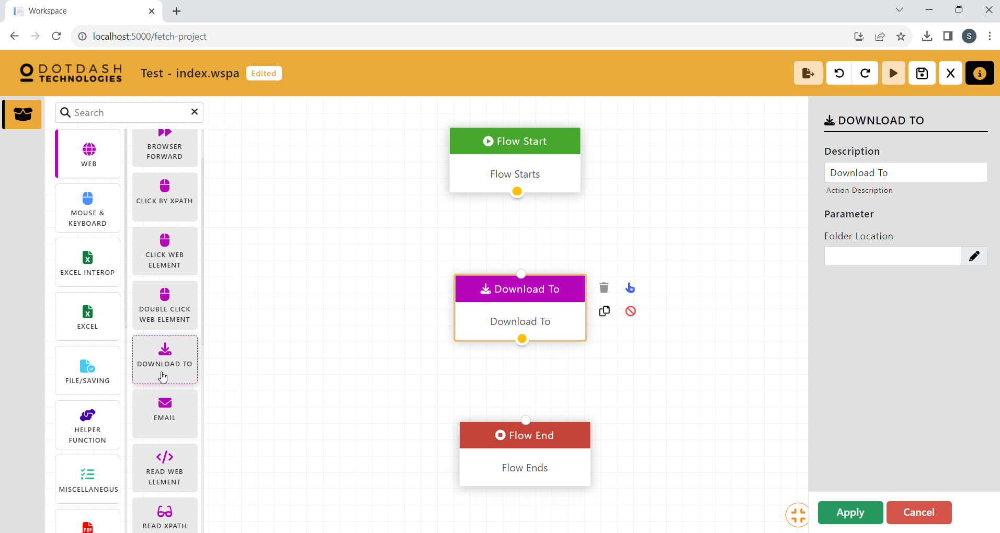 Workspace
localhost:5000/fetch-project
S
DOTDASH
TECHNOLOGIES
Test - index.wspa
Edited
Search
WEB
MOUSE &
KEYBOARD
EXCEL INTEROP
EXCEL
FILE/SAVING
HELPER
FUNCTION
MISCELLANEOUS
PDF
BROWSER
FORWARD
CLICK BY XPATH
CLICK WEB
ELEMENT
DOUBLE CLICK
WEB ELEMENT
DOWNLOAD TO
EMAIL
READ WEB
ELEMENT
READ XPATH
Flow Start
Flow Starts
Download To
Download To
Flow End
Flow Ends
DOWNLOAD TO
Description
Download To
Action Description
Parameter
Folder Location
Apply
Cancel